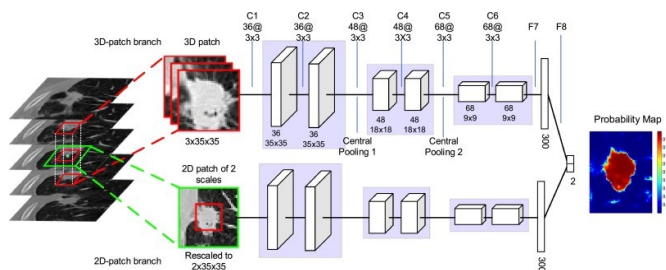 C1
36@
3x3
C2
36@
3x3
C3
48@
3x3
C4
48@
3X3
C5
68@
3x3
C6
68@
3x3
F7
F8
3D-patch branch
3D patch
3x35x35
36
35x35
36
35x35
Central
Pooling 1
48
18x18
48
18x18
Central
Pooling 2
68
9x9
68
9x9
300
2
Probability Map
2D patch of 2
scales
Rescaled to
2x35x35
2D-patch branch
300